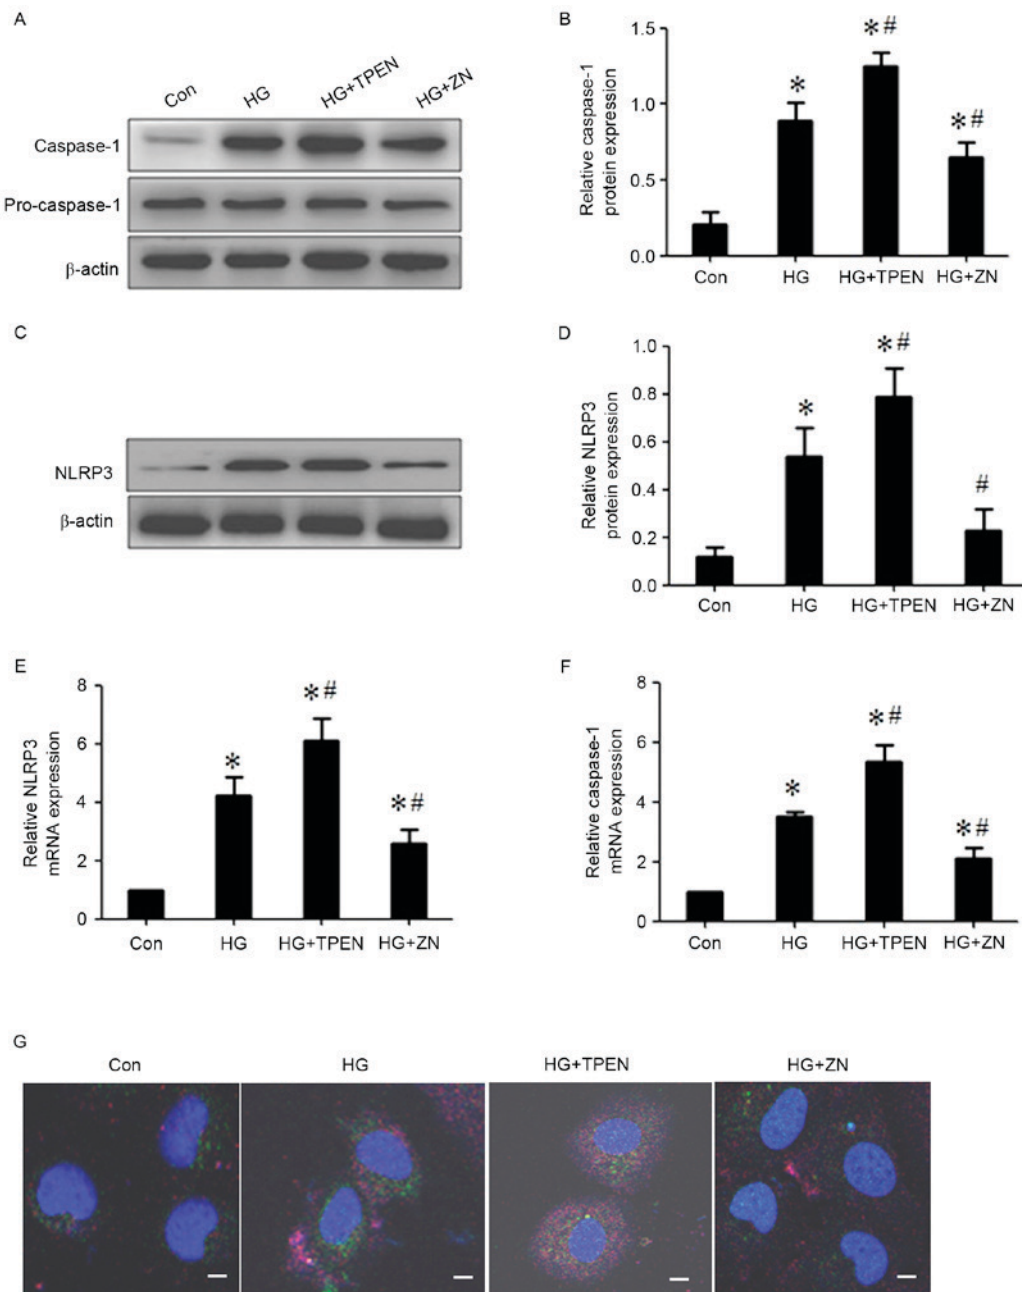 A
Con
HG
HG+TPEN
HG+ZN
Caspase-1
Pro-caspase-1
β-actin
B
Relative caspase-1
protein expression
1.5
1.0
0.5
0.0
*
*#
*#
Con
HG
HG+TPEN
HG+ZN
C
NLRP3
β-actin
D
Relative NLRP3
protein expression
1.0
0.8
0.6
0.4
0.2
0.0
*
*#
#
Con
HG
HG+TPEN
HG+ZN
E
Relative NLRP3
mRNA expression
8
6
4
2
0
*
*#
*#
Con
HG
HG+TPEN
HG+ZN
F
Relative caspase-1
mRNA expression
8
6
4
2
0
*
*#
*#
Con
HG
HG+TPEN
HG+ZN
G
Con
HG
HG+TPEN
HG+ZN